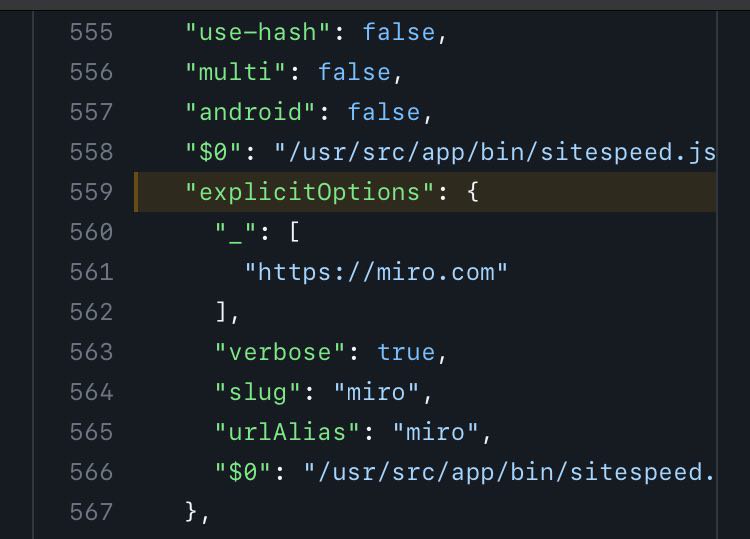 555 "use-hash": false,
556 "multi": false,
557 "android": false,
558 "$0": "/usr/src/app/bin/sitespeed.js
559 "explicitOptions": {
560 "_": [
561 "https://miro.com"
562 ],
563 "verbose": true,
564 "slug": "miro",
565 "urlAlias": "miro",
566 "$0": "/usr/src/app/bin/sitespeed.
567 },